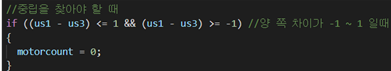 //중립을 찾아야 할 때
if ((us1 - us3) <= 1 && (us1 - us3) >= -1) //양 쪽 차이가 -1 ~ 1 일때
{
  motorcount = 0;
}